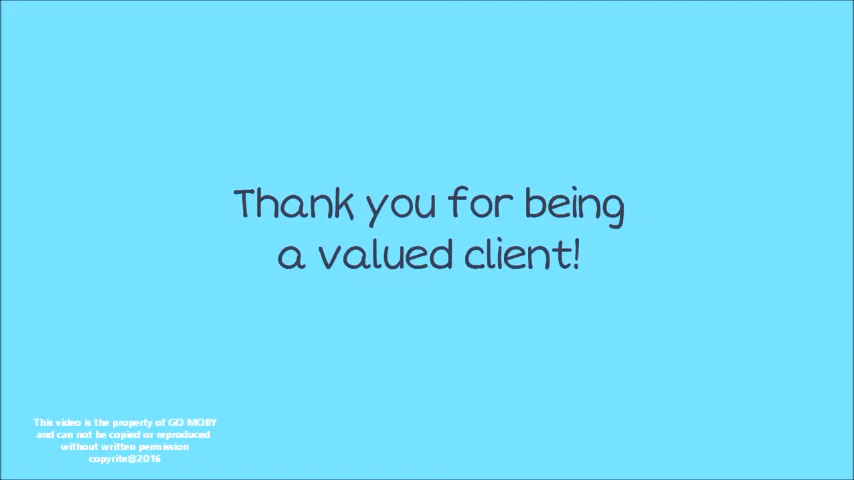 Thank you for being
a valued client!
This video is the property of GO MOBY
and can not be copied or reproduced
without written permission
copyrite@2016